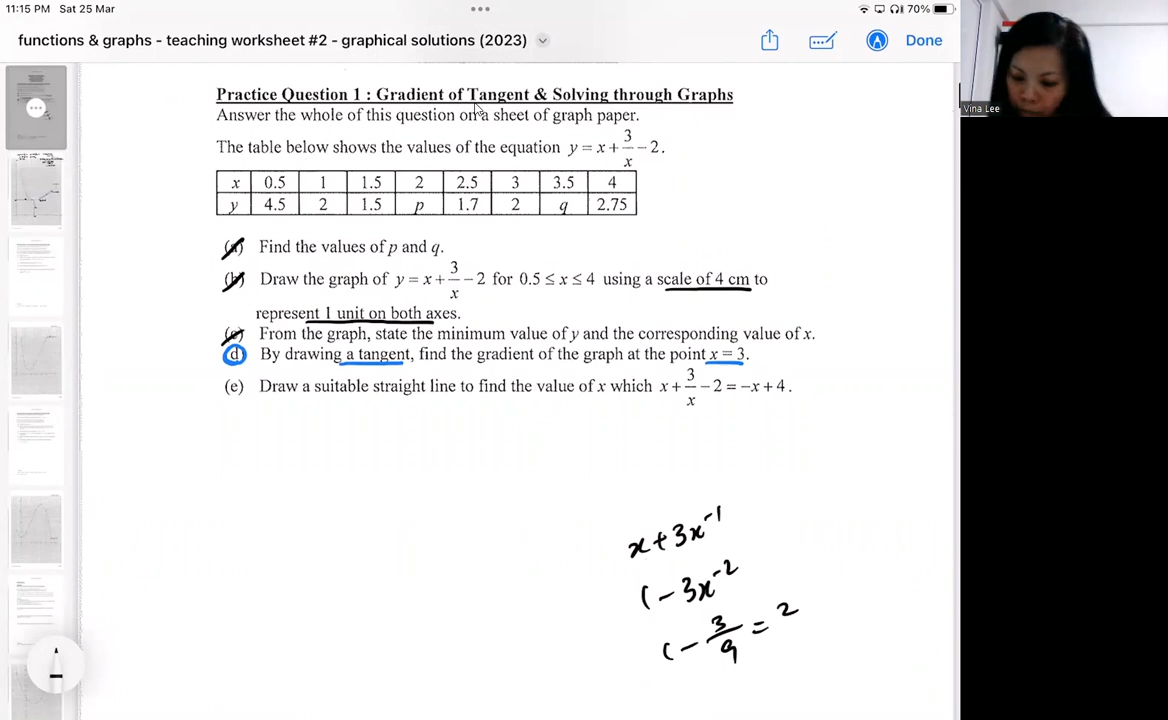 11:15 PM Sat 25 Mar
70%
functions & graphs - teaching worksheet #2 - graphical solutions (2023)
Done
Vina Lee
Practice Question 1 : Gradient of Tangent & Solving through Graphs
Answer the whole of this question on a sheet of graph paper.
The table below shows the values of the equation y = x + 3/x - 2.
x 0.5 1 1.5 2 2.5 3 3.5 4
y 4.5 2 1.5 p 1.7 2 q 2.75
(a) Find the values of p and q.
(b) Draw the graph of y = x + 3/x - 2 for 0.5 ≤ x ≤ 4 using a scale of 4 cm to
represent 1 unit on both axes.
(c) From the graph, state the minimum value of y and the corresponding value of x.
(d) By drawing a tangent, find the gradient of the graph at the point x = 3.
(e) Draw a suitable straight line to find the value of x which x + 3/x - 2 = -x + 4.
x + 3x⁻¹
1 - 3x⁻²
1 - 3/9 = 2